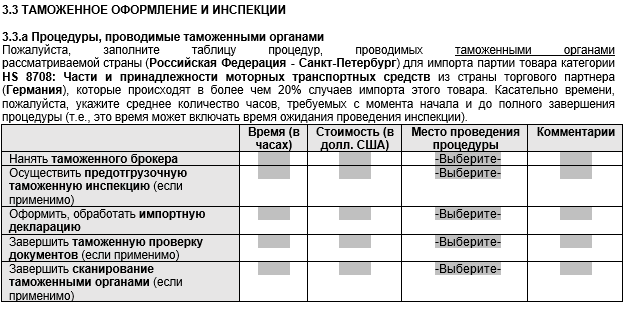 3.3 ТАМОЖЕННОЕ ОФОРМЛЕНИЕ И ИНСПЕКЦИИ
3.3.a Процедуры, проводимые таможенными органами
Пожалуйста, заполните таблицу процедур, проводимых таможенными органами
рассматриваемой страны (Российская Федерация - Санкт-Петербург) для импорта партии товара категории
HS 8708: Части и принадлежности моторных транспортных средств из страны торгового партнера
(Германия), которые происходят в более чем 20% случаев импорта этого товара. Касательно времени,
пожалуйста, укажите среднее количество часов, требуемых с момента начала и до полного завершения
процедуры (т.е., это время может включать время ожидания проведения инспекции).
Время (в часах) Стоимость (в долл. США) Место проведения процедуры Комментарии
Нанять таможенного брокера -Выберите-
Осуществить предотгрузочную -Выберите-
таможенную инспекцию (если
применимо)
Оформить, обработать импортную -Выберите-
декларацию
Завершить таможенную проверку -Выберите-
документов (если применимо)
Завершить сканирование -Выберите-
таможенными органами (если
применимо)